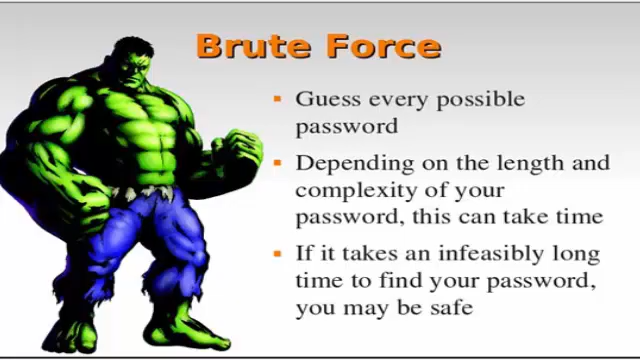 Brute Force
Guess every possible
password
Depending on the length and
complexity of your
password, this can take time
If it takes an infeasibly long
time to find your password,
you may be safe